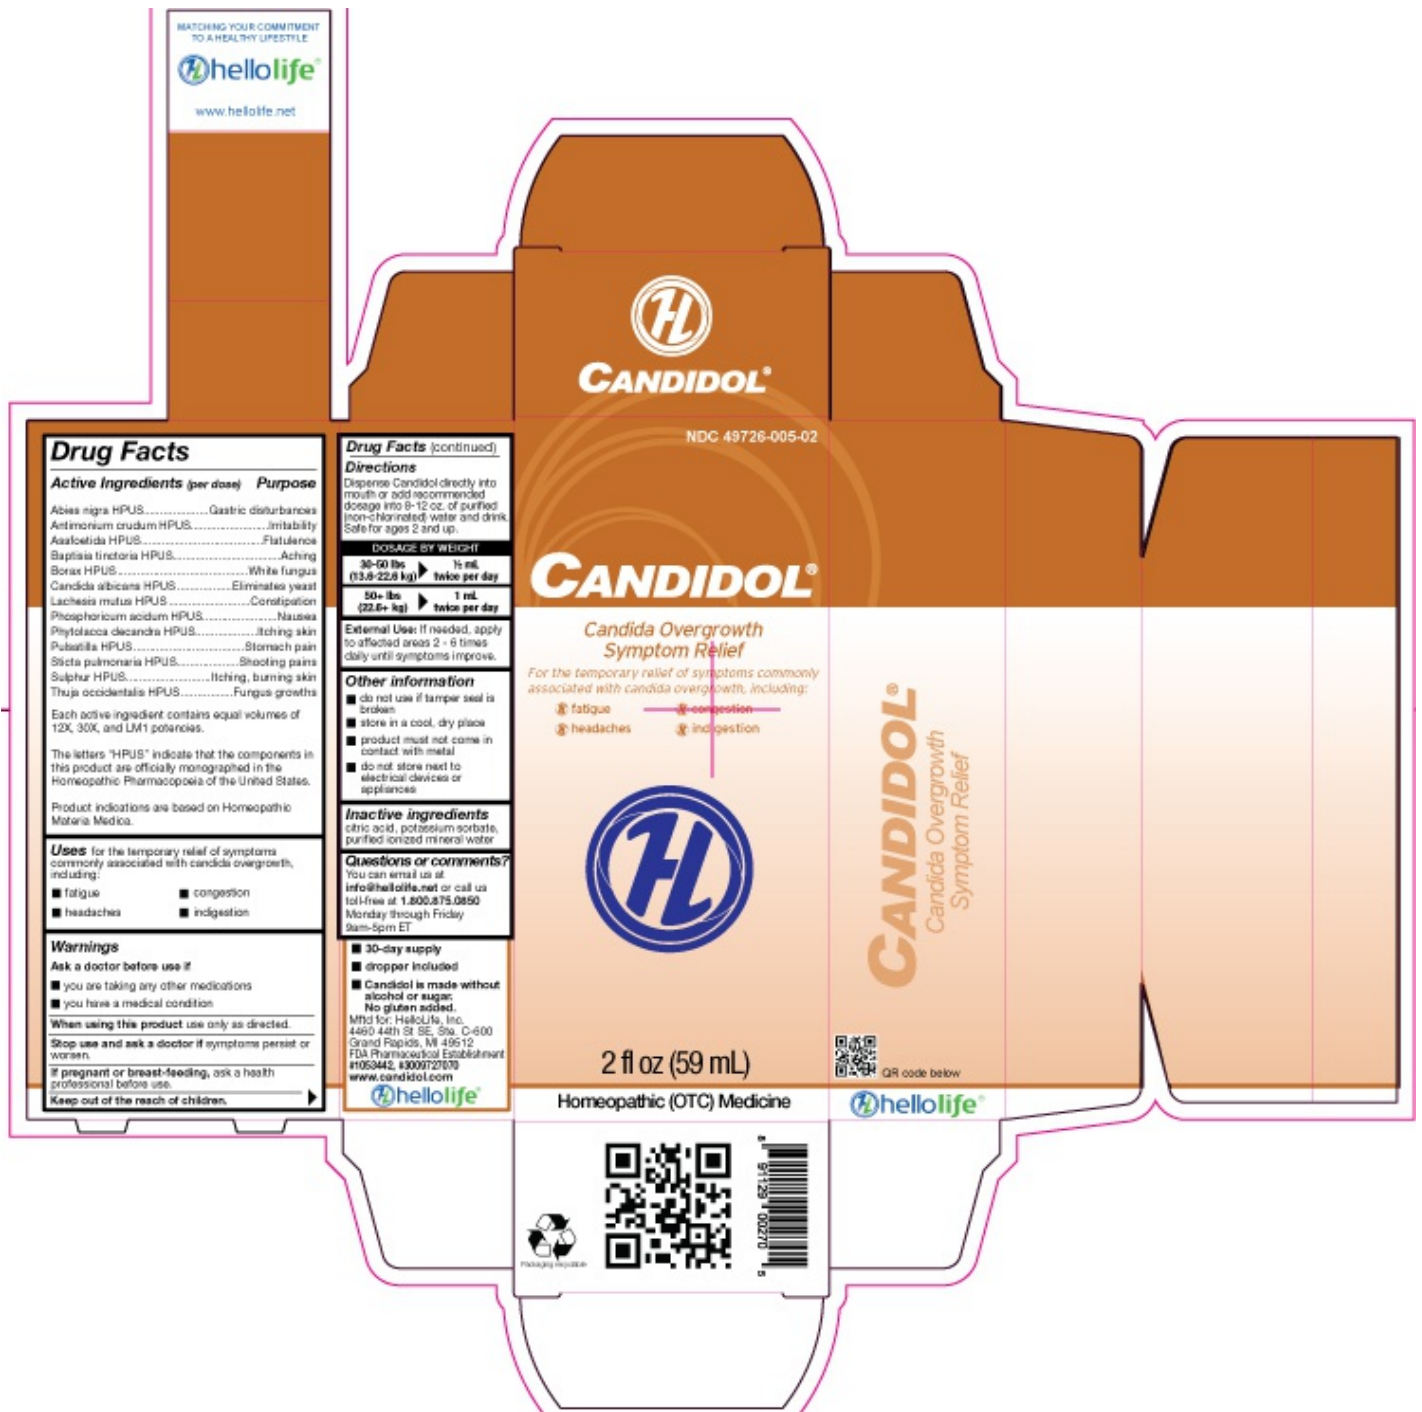 MATCHING YOUR COMMITMENT
TO A HEALTHY LIFESTYLE
hellolife®
www.hellolife.net
Drug Facts
Active Ingredients (per dose) Purpose
Abies nigra HPUS....................Gastric disturbances
Antimonium crudum HPUS........................Irritability
Asafoetida HPUS......................................Flatulence
Baptisia tinctoria HPUS..................................Aching
Borax HPUS.........................................White fungus
Candida albicans HPUS.................Eliminates yeast
Lachesis mutus HPUS..........................Constipation
Phosphoricum acidum HPUS..........................Nausea
Phytolacca decandra HPUS...................Itching skin
Pulsatilla HPUS...................................Stomach pain
Sticta pulmonaria HPUS...................Shooting pains
Sulphur HPUS..........................Itching, burning skin
Thuja occidentalis HPUS.................Fungus growths
Each active ingredient contains equal volumes of
12X, 30X, and LM1 potencies.
The letters "HPUS" indicate that the components in
this product are officially monographed in the
Homeopathic Pharmacopoeia of the United States.
Product indications are based on Homeopathic
Materia Medica.
Uses for the temporary relief of symptoms
commonly associated with candida overgrowth,
including:
■ fatigue ■ congestion
■ headaches ■ indigestion
Warnings
Ask a doctor before use if
■ you are taking any other medications
■ you have a medical condition
When using this product use only as directed.
Stop use and ask a doctor if symptoms persist or
worsen.
If pregnant or breast-feeding, ask a health
professional before use.
Keep out of the reach of children.
Drug Facts (continued)
Directions
Dispense Candidol directly into
mouth or add recommended
dosage into 8-12 oz. of purified
(non-chlorinated) water and drink.
Safe for ages 2 and up.
DOSAGE BY WEIGHT
30-50 lbs ½ mL
(13.6-22.6 kg) twice per day
50+ lbs 1 mL
(22.6+ kg) twice per day
External Use: If needed, apply
to affected areas 2 - 6 times
daily until symptoms improve.
Other information
■ do not use if tamper seal is
broken
■ store in a cool, dry place
■ product must not come in
contact with metal
■ do not store next to
electrical devices or
appliances
Inactive ingredients
citric acid, potassium sorbate,
purified ionized mineral water
Questions or comments?
You can email us at
info@hellolife.net or call us
toll-free at 1.800.875.0850
Monday through Friday
9am-5pm ET
■ 30-day supply
■ dropper included
■ Candidol is made without
alcohol or sugar.
No gluten added.
Mftd for: HelloLife, Inc.
4460 44th St SE, Ste. C-600
Grand Rapids, MI 49512
FDA Pharmaceutical Establishment
#1053442, #3009727070
www.candidol.com
hellolife®
CANDIDOL®
NDC 49726-005-02
CANDIDOL®
Candida Overgrowth
Symptom Relief
For the temporary relief of symptoms commonly
associated with candida overgrowth, including:
fatigue congestion
headaches indigestion
2 fl oz (59 mL)
Homeopathic (OTC) Medicine
Packaging recyclable
8 91129 00270 5
CANDIDOL®
Candida Overgrowth
Symptom Relief
QR code below
hellolife®